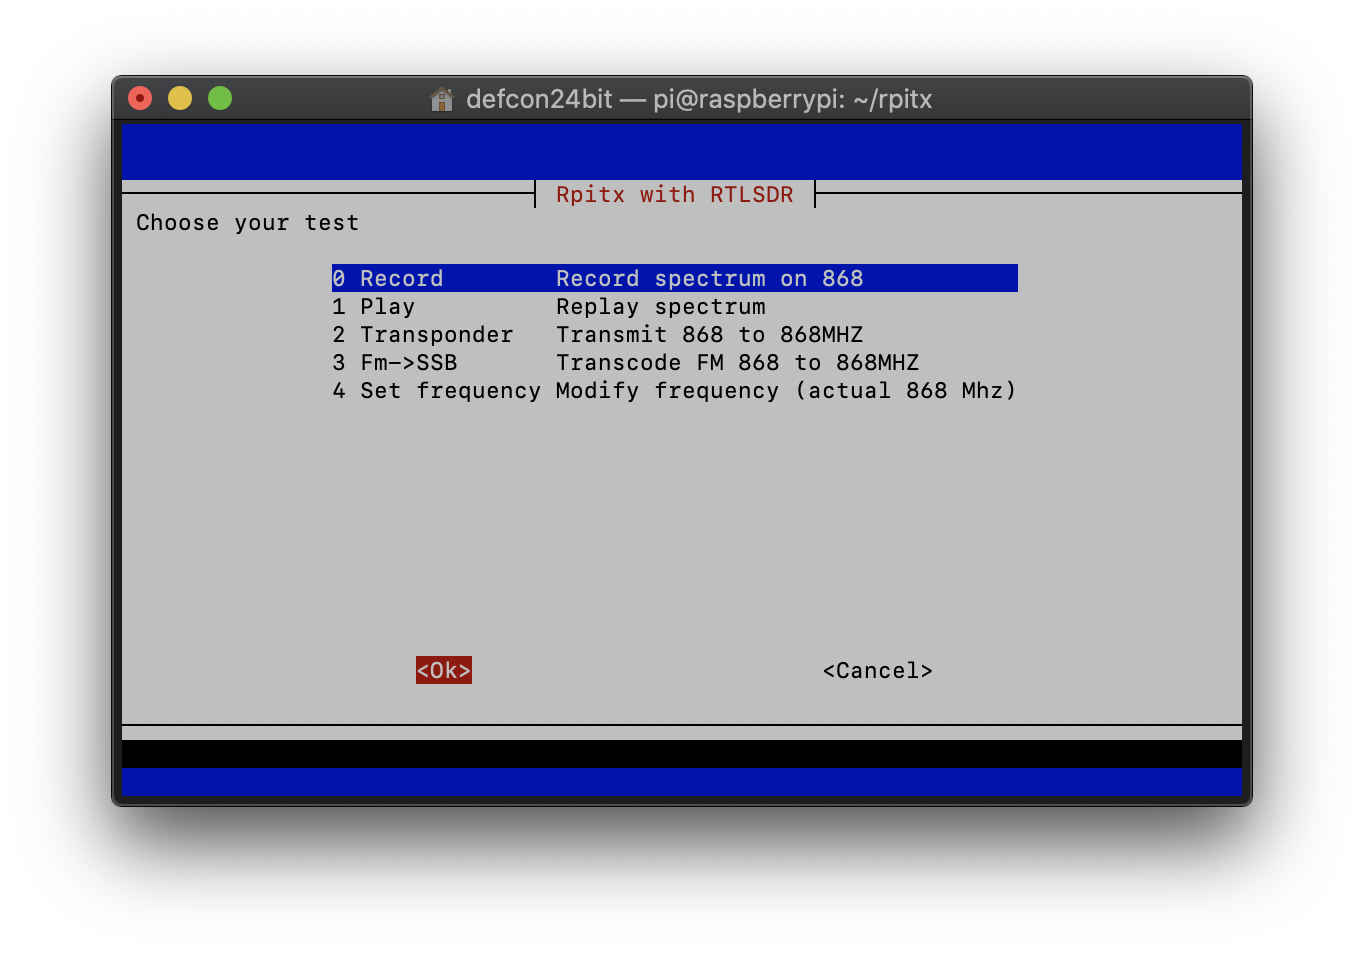 defcon24bit — pi@raspberrypi: ~/rpitx
Rpitx with RTLSDR
Choose your test
0 Record Record spectrum on 868
1 Play Replay spectrum
2 Transponder Transmit 868 to 868MHZ
3 Fm->SSB Transcode FM 868 to 868MHZ
4 Set frequency Modify frequency (actual 868 Mhz)
<Ok> <Cancel>